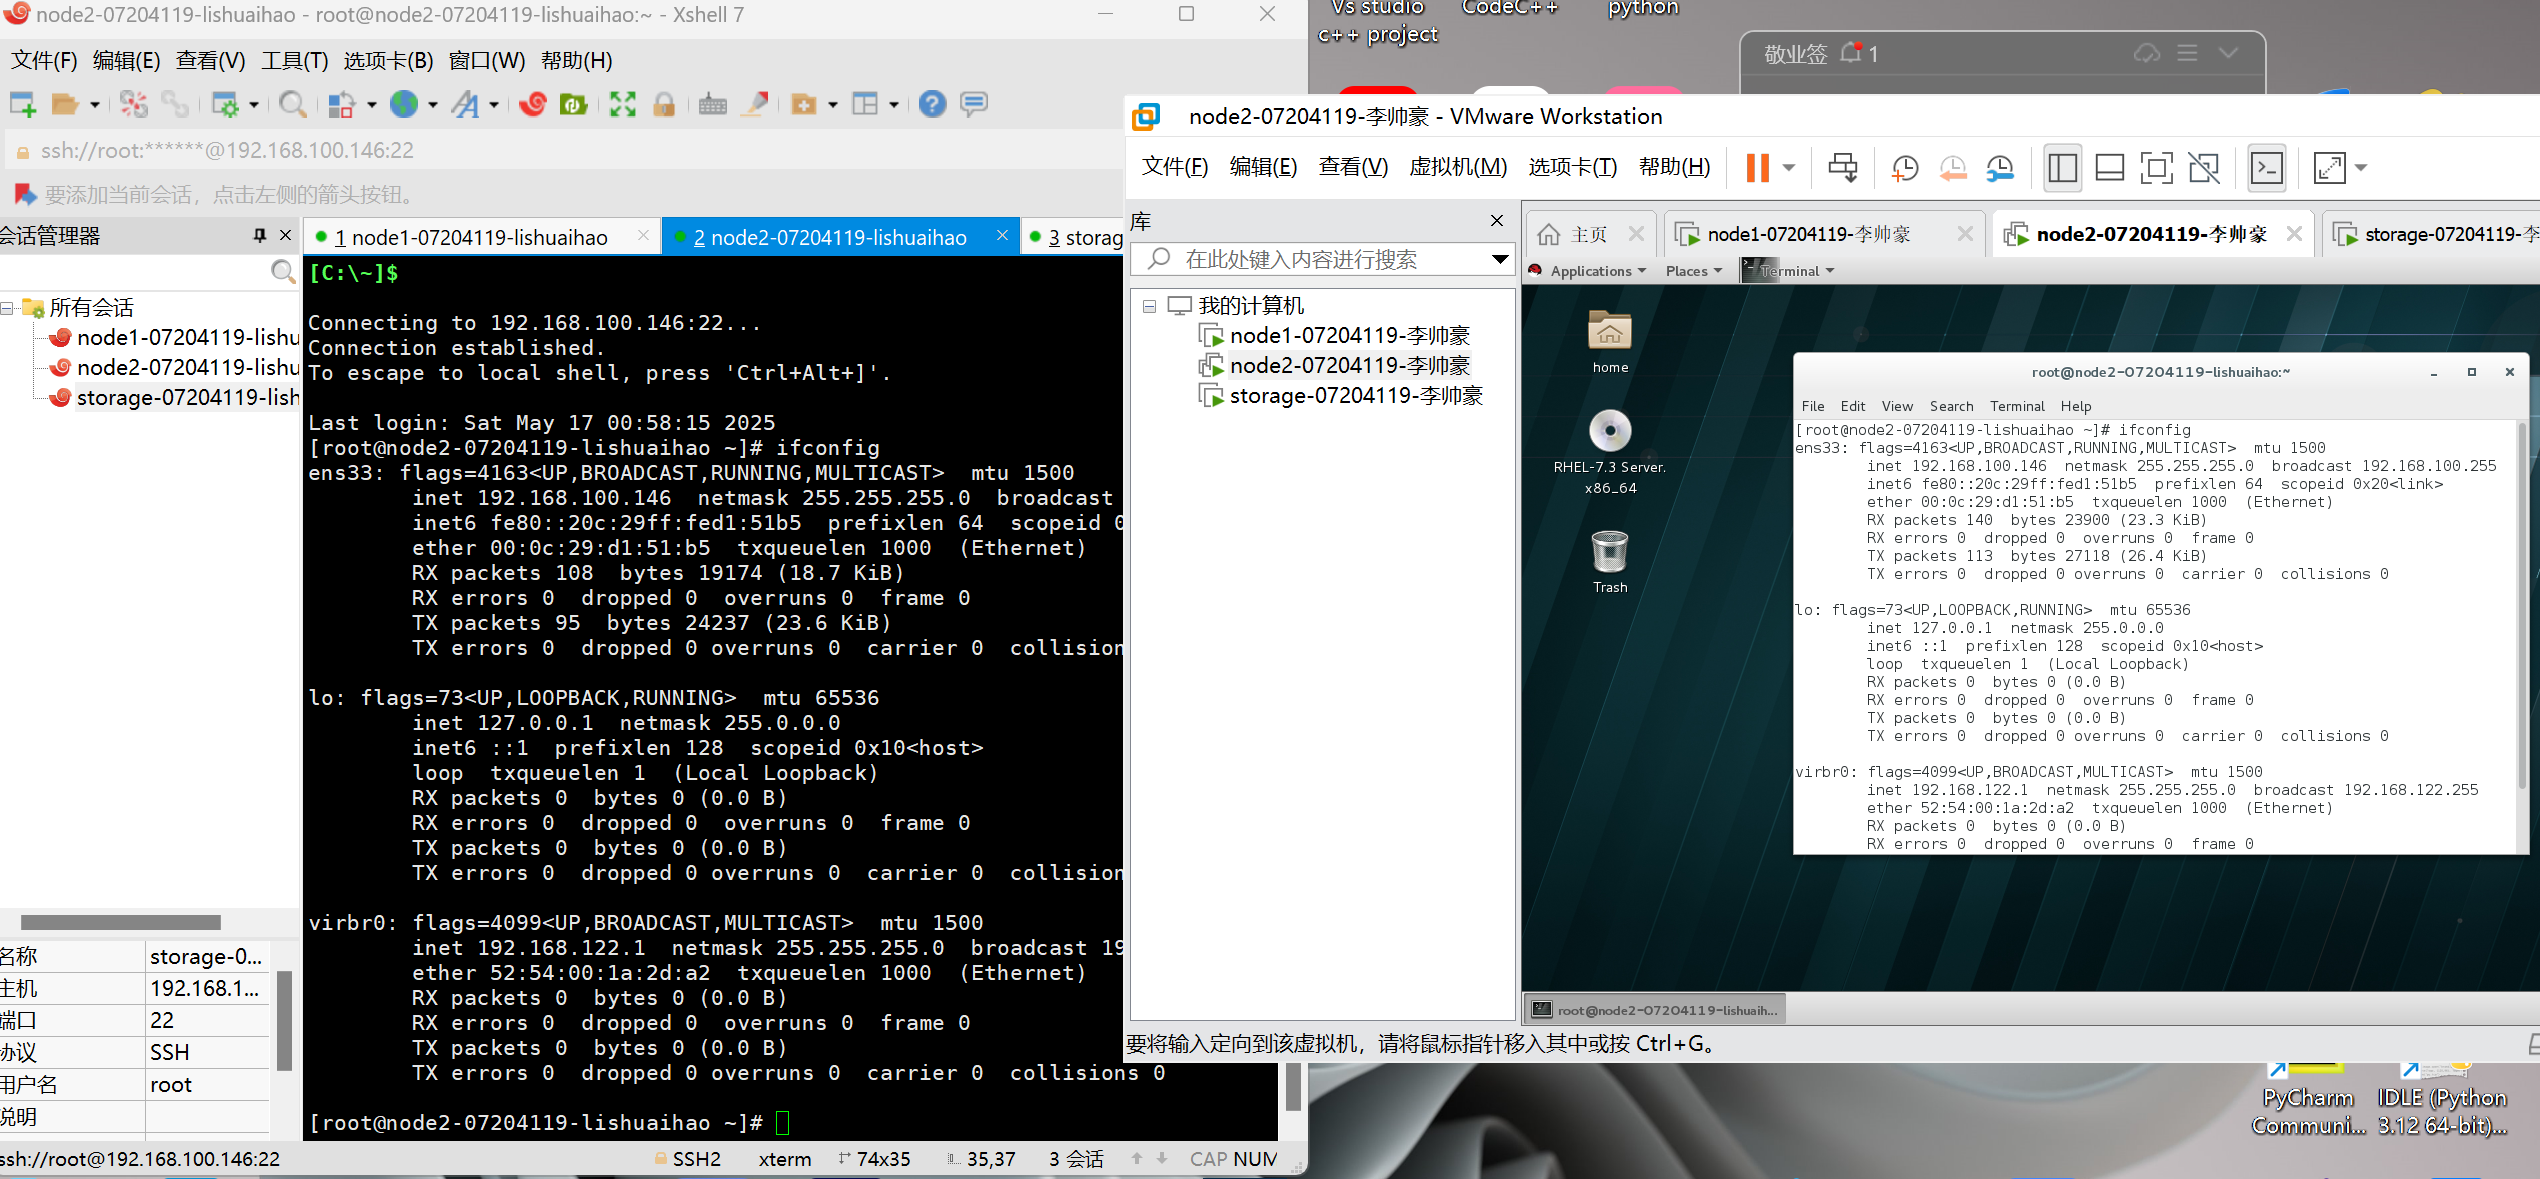 node2-07204119-lishuaihao - root@node2-07204119-lishuaihao:~ - Xshell 7
文件(F) 编辑(E) 查看(V) 工具(T) 选项卡(B) 窗口(W) 帮助(H)
ssh://root:******@192.168.100.146:22
要添加当前会话，点击左侧的箭头按钮。
会话管理器
所有会话
node1-07204119-lishu
node2-07204119-lishu
storage-07204119-lish
名称 storage-0...
主机 192.168.1...
端口 22
协议 SSH
用户名 root
说明
1 node1-07204119-lishuaihao
2 node2-07204119-lishuaihao
3 storag
[C:\~]$
Connecting to 192.168.100.146:22...
Connection established.
To escape to local shell, press 'Ctrl+Alt+]'.
Last login: Sat May 17 00:58:15 2025
[root@node2-07204119-lishuaihao ~]# ifconfig
ens33: flags=4163<UP,BROADCAST,RUNNING,MULTICAST>  mtu 1500
inet 192.168.100.146  netmask 255.255.255.0  broadcast
inet6 fe80::20c:29ff:fed1:51b5  prefixlen 64  scopeid 0
ether 00:0c:29:d1:51:b5  txqueuelen 1000  (Ethernet)
RX packets 108  bytes 19174 (18.7 KiB)
RX errors 0  dropped 0  overruns 0  frame 0
TX packets 95  bytes 24237 (23.6 KiB)
TX errors 0  dropped 0 overruns 0  carrier 0  collision
lo: flags=73<UP,LOOPBACK,RUNNING>  mtu 65536
inet 127.0.0.1  netmask 255.0.0.0
inet6 ::1  prefixlen 128  scopeid 0x10<host>
loop  txqueuelen 1  (Local Loopback)
RX packets 0  bytes 0 (0.0 B)
RX errors 0  dropped 0  overruns 0  frame 0
TX packets 0  bytes 0 (0.0 B)
TX errors 0  dropped 0 overruns 0  carrier 0  collision
virbr0: flags=4099<UP,BROADCAST,MULTICAST>  mtu 1500
inet 192.168.122.1  netmask 255.255.255.0  broadcast 19
ether 52:54:00:1a:2d:a2  txqueuelen 1000  (Ethernet)
RX packets 0  bytes 0 (0.0 B)
RX errors 0  dropped 0  overruns 0  frame 0
TX packets 0  bytes 0 (0.0 B)
TX errors 0  dropped 0 overruns 0  carrier 0  collisions 0
[root@node2-07204119-lishuaihao ~]#
ssh://root@192.168.100.146:22 SSH2 xterm 74x35 35,37 3 会话 CAP NUM
Vs studio
c++ project
CodeC++
python
敬业签 1
node2-07204119-李帅豪 - VMware Workstation
文件(F) 编辑(E) 查看(V) 虚拟机(M) 选项卡(T) 帮助(H)
库
在此处键入内容进行搜索
我的计算机
node1-07204119-李帅豪
node2-07204119-李帅豪
storage-07204119-李帅豪
主页
node1-07204119-李帅豪
node2-07204119-李帅豪
storage-07204119-李
Applications Places Terminal
home
RHEL-7.3 Server.
x86_64
Trash
root@node2-07204119-lishuaihao:~
File Edit View Search Terminal Help
[root@node2-07204119-lishuaihao ~]# ifconfig
ens33: flags=4163<UP,BROADCAST,RUNNING,MULTICAST>  mtu 1500
inet 192.168.100.146  netmask 255.255.255.0  broadcast 192.168.100.255
inet6 fe80::20c:29ff:fed1:51b5  prefixlen 64  scopeid 0x20<link>
ether 00:0c:29:d1:51:b5  txqueuelen 1000  (Ethernet)
RX packets 140  bytes 23900 (23.3 KiB)
RX errors 0  dropped 0  overruns 0  frame 0
TX packets 113  bytes 27118 (26.4 KiB)
TX errors 0  dropped 0 overruns 0  carrier 0  collisions 0
lo: flags=73<UP,LOOPBACK,RUNNING>  mtu 65536
inet 127.0.0.1  netmask 255.0.0.0
inet6 ::1  prefixlen 128  scopeid 0x10<host>
loop  txqueuelen 1  (Local Loopback)
RX packets 0  bytes 0 (0.0 B)
RX errors 0  dropped 0  overruns 0  frame 0
TX packets 0  bytes 0 (0.0 B)
TX errors 0  dropped 0 overruns 0  carrier 0  collisions 0
virbr0: flags=4099<UP,BROADCAST,MULTICAST>  mtu 1500
inet 192.168.122.1  netmask 255.255.255.0  broadcast 192.168.122.255
ether 52:54:00:1a:2d:a2  txqueuelen 1000  (Ethernet)
RX packets 0  bytes 0 (0.0 B)
RX errors 0  dropped 0  overruns 0  frame 0
root@node2-07204119-lishuaih...
要将输入定向到该虚拟机，请将鼠标指针移入其中或按 Ctrl+G。
PyCharm
Communi...
IDLE (Python
3.12 64-bit)...